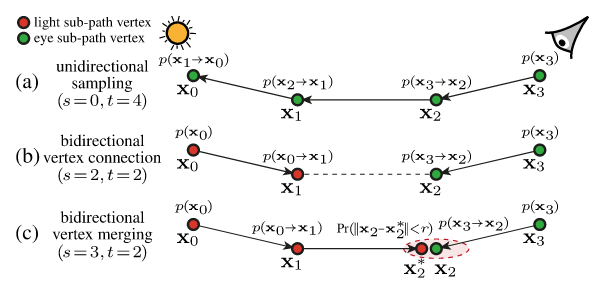 light sub-path vertex
eye sub-path vertex
(a) unidirectional sampling (s=0, t=4)
p(x₁→x₀) p(x₂→x₁) p(x₃→x₂) p(x₃)
x₀ x₁ x₂ x₃
(b) bidirectional vertex connection (s=2, t=2)
p(x₀) p(x₀→x₁) p(x₃→x₂) p(x₃)
x₀ x₁ x₂ x₃
(c) bidirectional vertex merging (s=3, t=2)
p(x₀) p(x₀→x₁) Pr(‖x₂−x₂*‖<r) p(x₃→x₂) p(x₃)
x₀ x₁ x₂* x₂ x₃